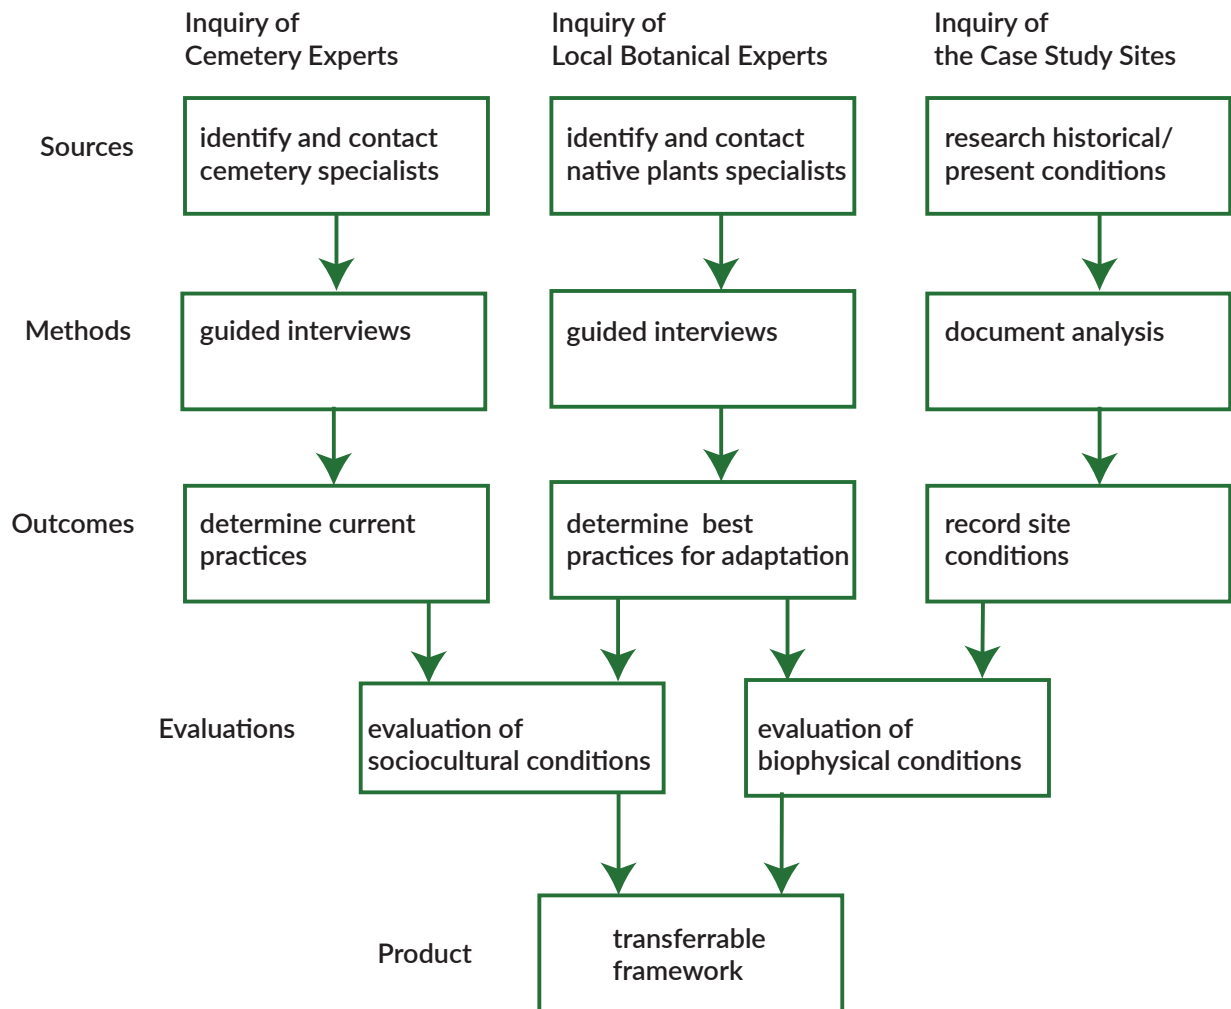 Inquiry of
Cemetery Experts
Inquiry of
Local Botanical Experts
Inquiry of
the Case Study Sites
Sources
identify and contact
cemetery specialists
identify and contact
native plants specialists
research historical/
present conditions
Methods
guided interviews
guided interviews
document analysis
Outcomes
determine current
practices
determine  best
practices for adaptation
record site
conditions
Evaluations
evaluation of
sociocultural conditions
evaluation of
biophysical conditions
Product
transferrable
framework